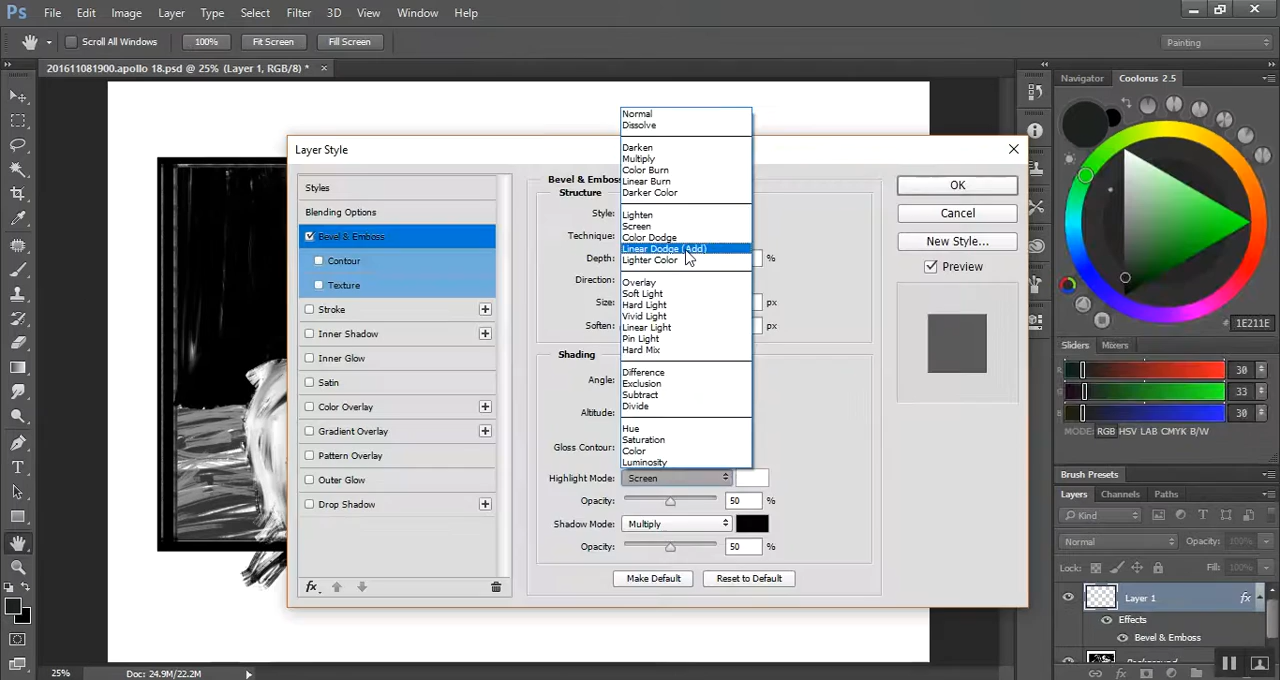 Ps File Edit Image Layer Type Select Filter 3D View Window Help
Scroll All Windows 100% Fit Screen Fill Screen Painting
201611081900.apollo 18.psd @ 25% (Layer 1, RGB/8) *
Layer Style
Styles
Blending Options
Bevel & Emboss
Contour
Texture
Stroke
Inner Shadow
Inner Glow
Satin
Color Overlay
Gradient Overlay
Pattern Overlay
Outer Glow
Drop Shadow
fx
Bevel & Emboss
Structure
Style:
Technique:
Depth: %
Direction:
Size: px
Soften: px
Shading
Angle:
Altitude:
Gloss Contour:
Highlight Mode: Screen
Opacity: 50 %
Shadow Mode: Multiply
Opacity: 50 %
Make Default Reset to Default
Normal
Dissolve
Darken
Multiply
Color Burn
Linear Burn
Darker Color
Lighten
Screen
Color Dodge
Linear Dodge (Add)
Lighter Color
Overlay
Soft Light
Hard Light
Vivid Light
Linear Light
Pin Light
Hard Mix
Difference
Exclusion
Subtract
Divide
Hue
Saturation
Color
Luminosity
OK
Cancel
New Style...
Preview
Navigator Coolorus 2.5
# 1E211E
Sliders Mixers
R 30
G 33
B 30
MODE: RGB HSV LAB CMYK B/W
Brush Presets
Layers Channels Paths
Kind
Normal Opacity: 100%
Lock: Fill: 100%
Layer 1 fx
Effects
Bevel & Emboss
Background
25% Doc: 24.9M/22.2M